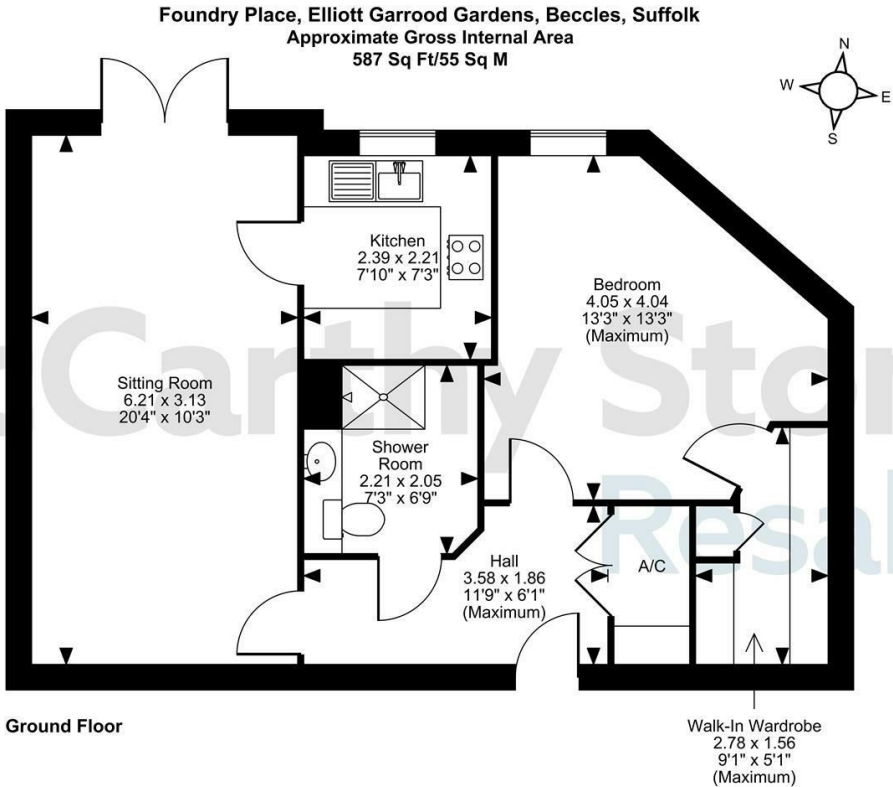 Foundry Place, Elliott Garrood Gardens, Beccles, Suffolk
Approximate Gross Internal Area
587 Sq Ft/55 Sq M
N
W
E
S
Kitchen
2.39 x 2.21
7'10" x 7'3"
Bedroom
4.05 x 4.04
13'3" x 13'3"
(Maximum)
Sitting Room
6.21 x 3.13
20'4" x 10'3"
Shower
Room
2.21 x 2.05
7'3" x 6'9"
Hall
3.58 x 1.86
11'9" x 6'1"
(Maximum)
A/C
Ground Floor
Walk-In Wardrobe
2.78 x 1.56
9'1" x 5'1"
(Maximum)
cCarthy Ston
Resal